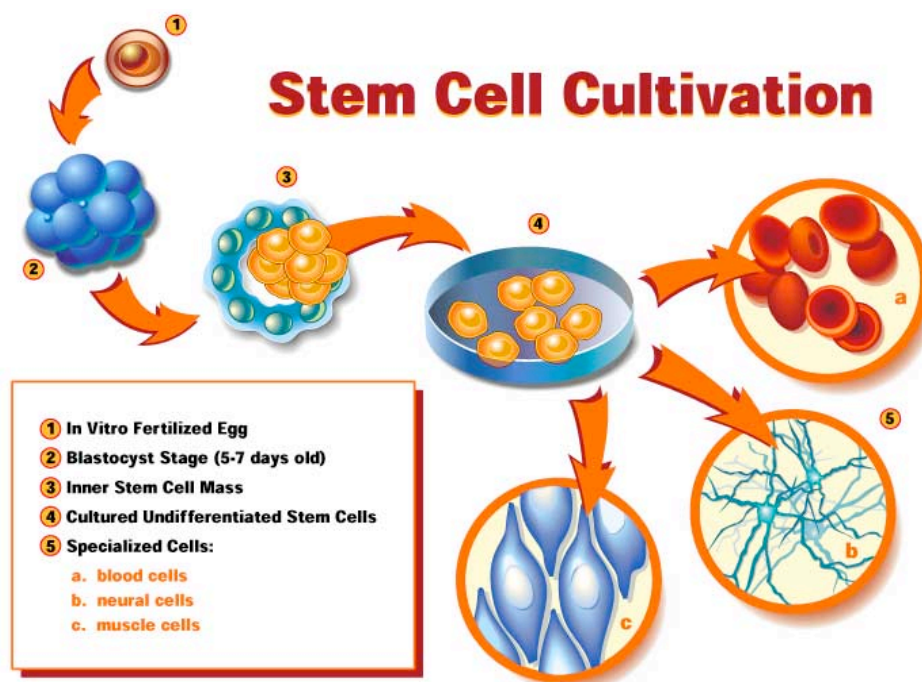 1
Stem Cell Cultivation
2
3
4
a
5
b
c
1 In Vitro Fertilized Egg
2 Blastocyst Stage (5-7 days old)
3 Inner Stem Cell Mass
4 Cultured Undifferentiated Stem Cells
5 Specialized Cells:
a. blood cells
b. neural cells
c. muscle cells